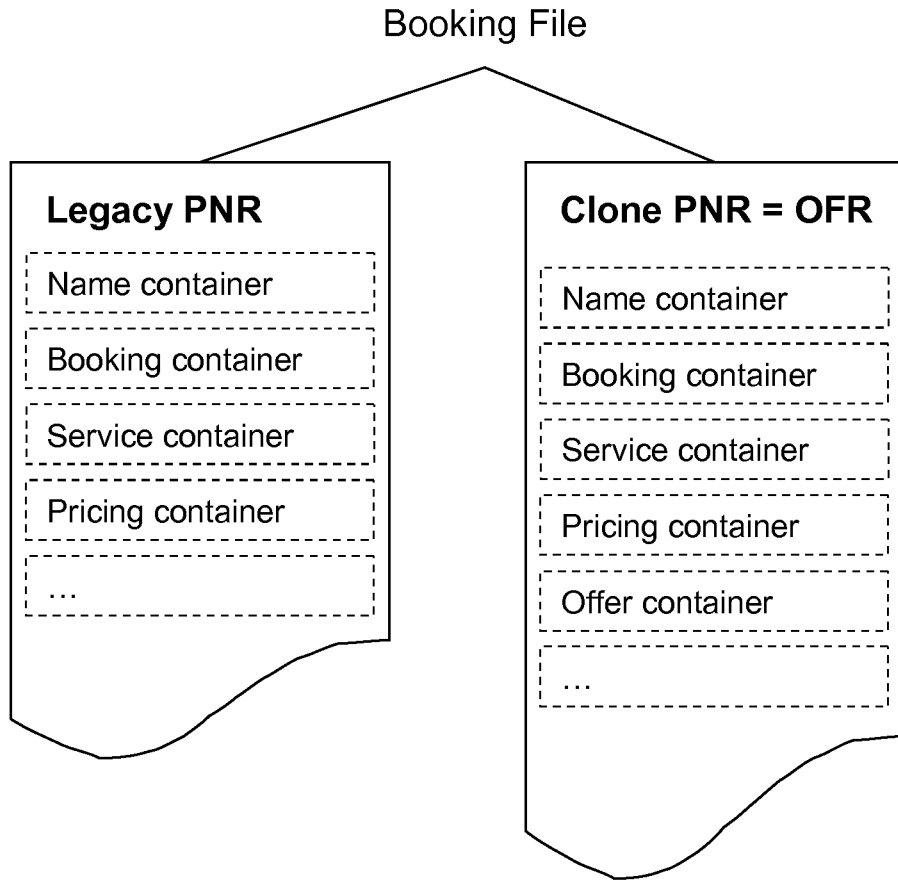 Booking File
Legacy PNR
Name container
Booking container
Service container
Pricing container
...
Clone PNR = OFR
Name container
Booking container
Service container
Pricing container
Offer container
...